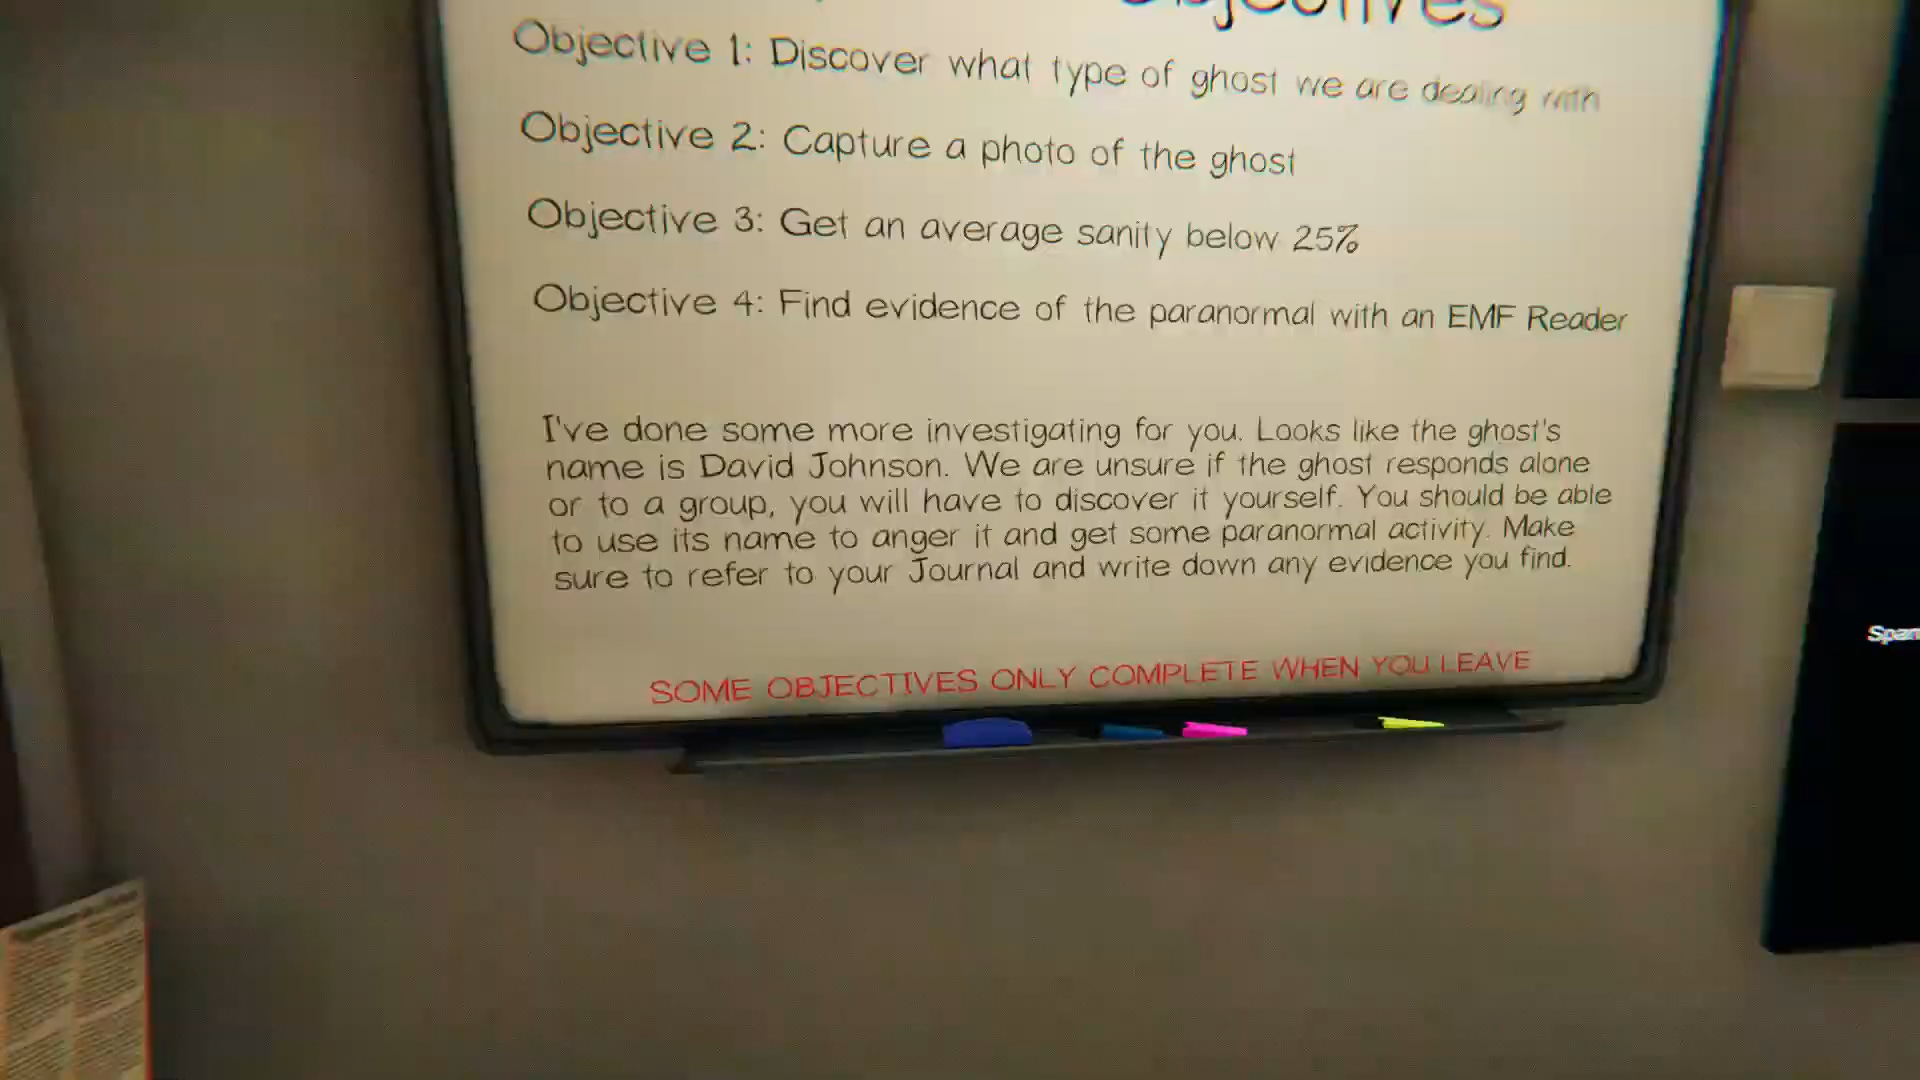 Objectives
Objective 1: Discover what type of ghost we are dealing with
Objective 2: Capture a photo of the ghost
Objective 3: Get an average sanity below 25%
Objective 4: Find evidence of the paranormal with an EMF Reader
I've done some more investigating for you. Looks like the ghost's
name is David Johnson. We are unsure if the ghost responds alone
or to a group, you will have to discover it yourself. You should be able
to use its name to anger it and get some paranormal activity. Make
sure to refer to your Journal and write down any evidence you find.
SOME OBJECTIVES ONLY COMPLETE WHEN YOU LEAVE